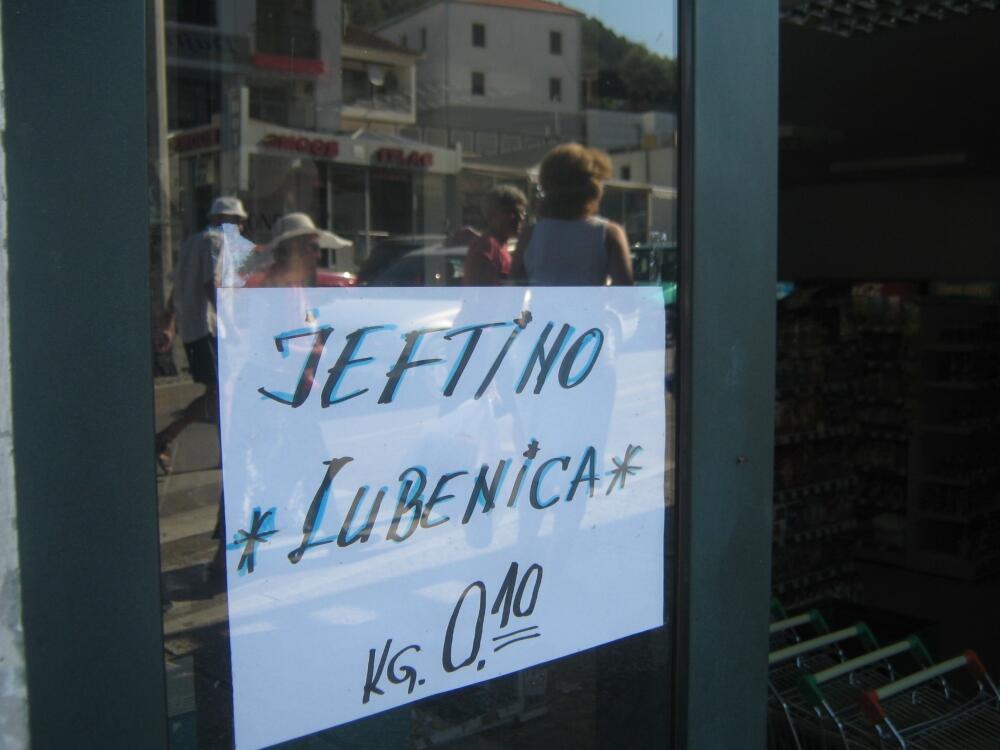 JEFTINO
*LUBENICA*
KG. 0.10